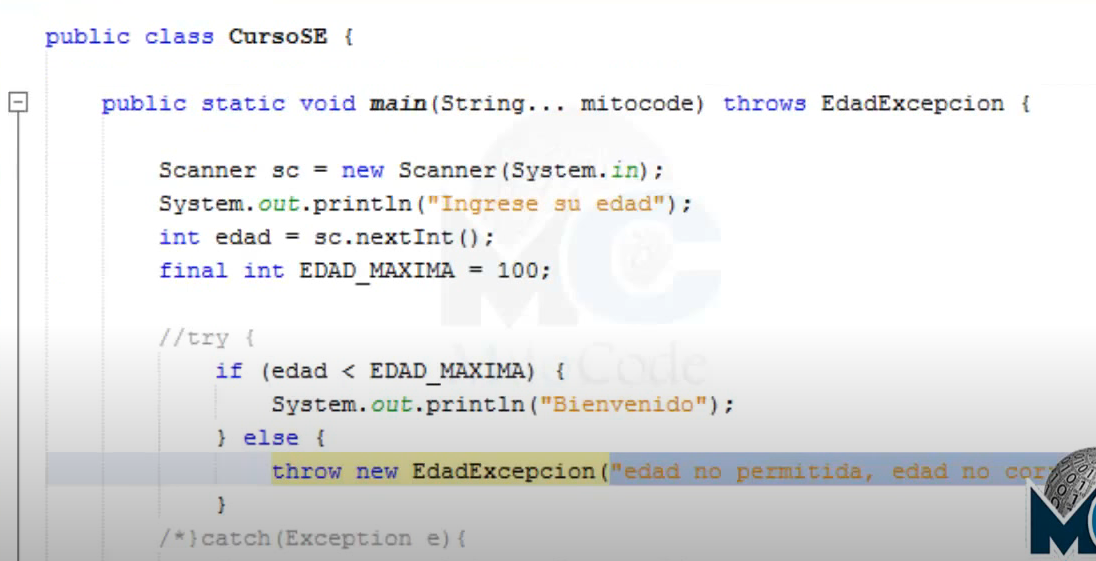 public class CursoSE {
public static void main(String... mitocode) throws EdadExcepcion {
Scanner sc = new Scanner(System.in);
System.out.println("Ingrese su edad");
int edad = sc.nextInt();
final int EDAD_MAXIMA = 100;
//try {
if (edad < EDAD_MAXIMA) {
System.out.println("Bienvenido");
} else {
throw new EdadExcepcion("edad no permitida, edad no
}
/*}catch(Exception e){
MC
MitoCode